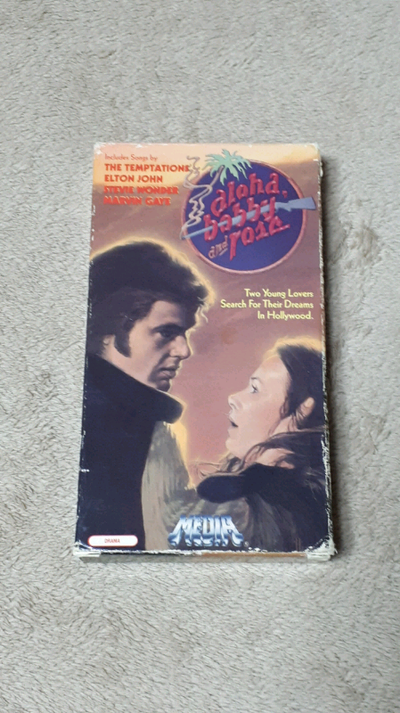 Includes Songs by
THE TEMPTATIONS
ELTON JOHN
STEVIE WONDER
MARVIN GAYE
aloha,
bobby
and rose
Two Young Lovers
Search For Their Dreams
In Hollywood.
MEDIA
DRAMA